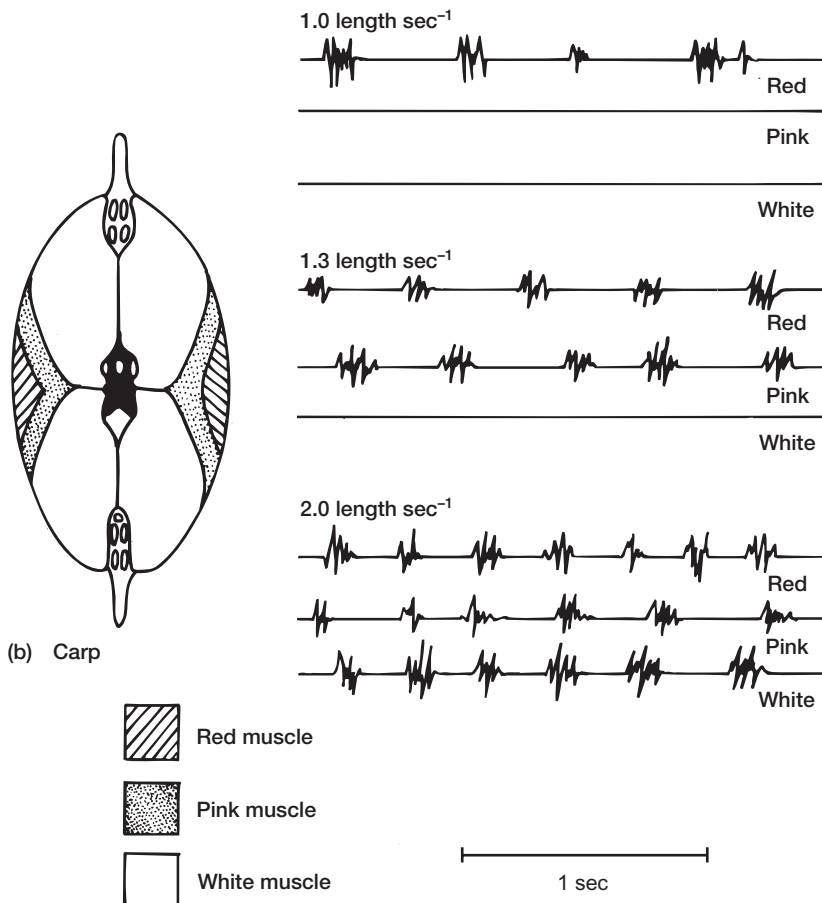 1.0 length sec⁻¹
Red
Pink
White
1.3 length sec⁻¹
Red
Pink
White
2.0 length sec⁻¹
Red
Pink
White
(b) Carp
Red muscle
Pink muscle
White muscle
1 sec